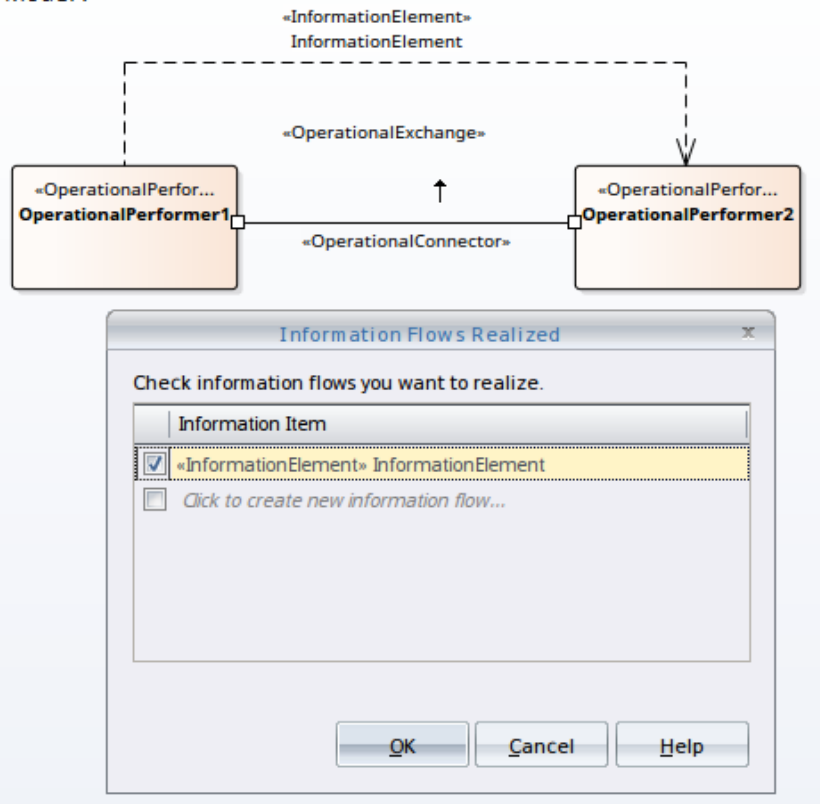 «InformationElement»
InformationElement
«OperationalExchange»
«OperationalPerfor...
OperationalPerformer1
«OperationalPerfor...
OperationalPerformer2
«OperationalConnector»
Information Flows Realized
Check information flows you want to realize.
Information Item
«InformationElement» InformationElement
Click to create new information flow...
OK Cancel Help